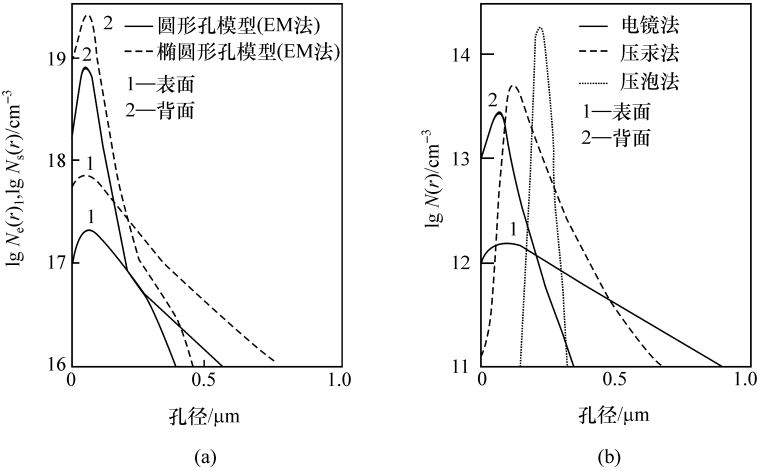 圆形孔模型(EM法)
椭圆形孔模型(EM法)
1—表面
2—背面
2
2
1
1
19
18
17
16
0
0.5
1.0
lg Ne(r)1,lg Ns(r)/cm⁻³
孔径/μm
(a)
电镜法
压汞法
压泡法
1—表面
2—背面
2
1
14
13
12
11
0
0.5
1.0
lg N(r)/cm⁻³
孔径/μm
(b)